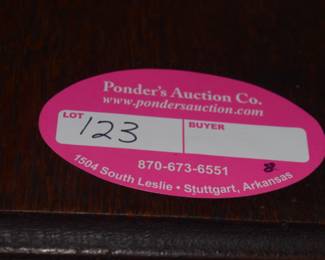 Ponder's Auction Co.
www.pondersauction.com
LOT 123 BUYER
870-673-6551
1504 South Leslie • Stuttgart, Arkansas